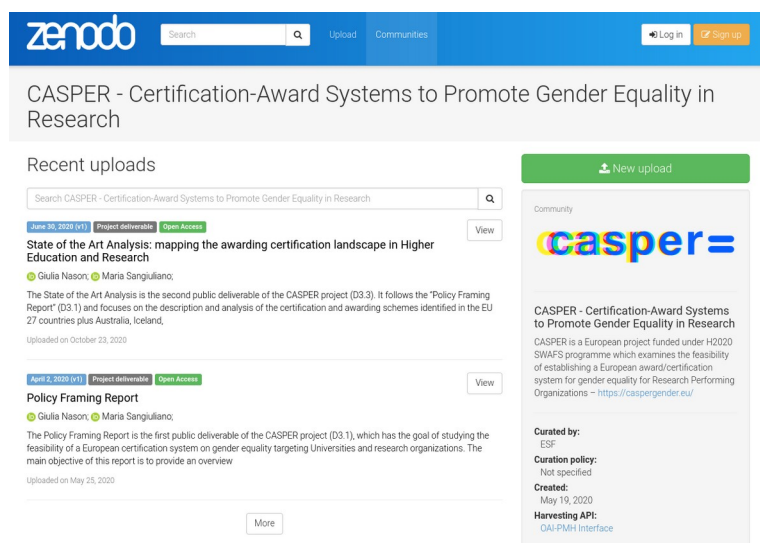 zenodo
Search
Upload
Communities
Log in
Sign up
CASPER - Certification-Award Systems to Promote Gender Equality in
Research
Recent uploads
New upload
Search CASPER - Certification-Award Systems to Promote Gender Equality in Research
June 30, 2020 (v1) Project deliverable Open Access
View
State of the Art Analysis: mapping the awarding certification landscape in Higher
Education and Research
Giulia Nason; Maria Sangiuliano;
The State of the Art Analysis is the second public deliverable of the CASPER project (D3.3). It follows the "Policy Framing
Report" (D3.1) and focuses on the description and analysis of the certification and awarding schemes identified in the EU
27 countries plus Australia, Iceland,
Uploaded on October 23, 2020
April 2, 2020 (v1) Project deliverable Open Access
View
Policy Framing Report
Giulia Nason; Maria Sangiuliano;
The Policy Framing Report is the first public deliverable of the CASPER project (D3.1), which has the goal of studying the
feasibility of a European certification system on gender equality targeting Universities and research organizations. The
main objective of this report is to provide an overview
Uploaded on May 25, 2020
More
Community
casper=
CASPER - Certification-Award Systems
to Promote Gender Equality in Research
CASPER is a European project funded under H2020
SWAFS programme which examines the feasibility
of establishing a European award/certification
system for gender equality for Research Performing
Organizations – https://caspergender.eu/
Curated by:
ESF
Curation policy:
Not specified
Created:
May 19, 2020
Harvesting API:
OAI-PMH Interface